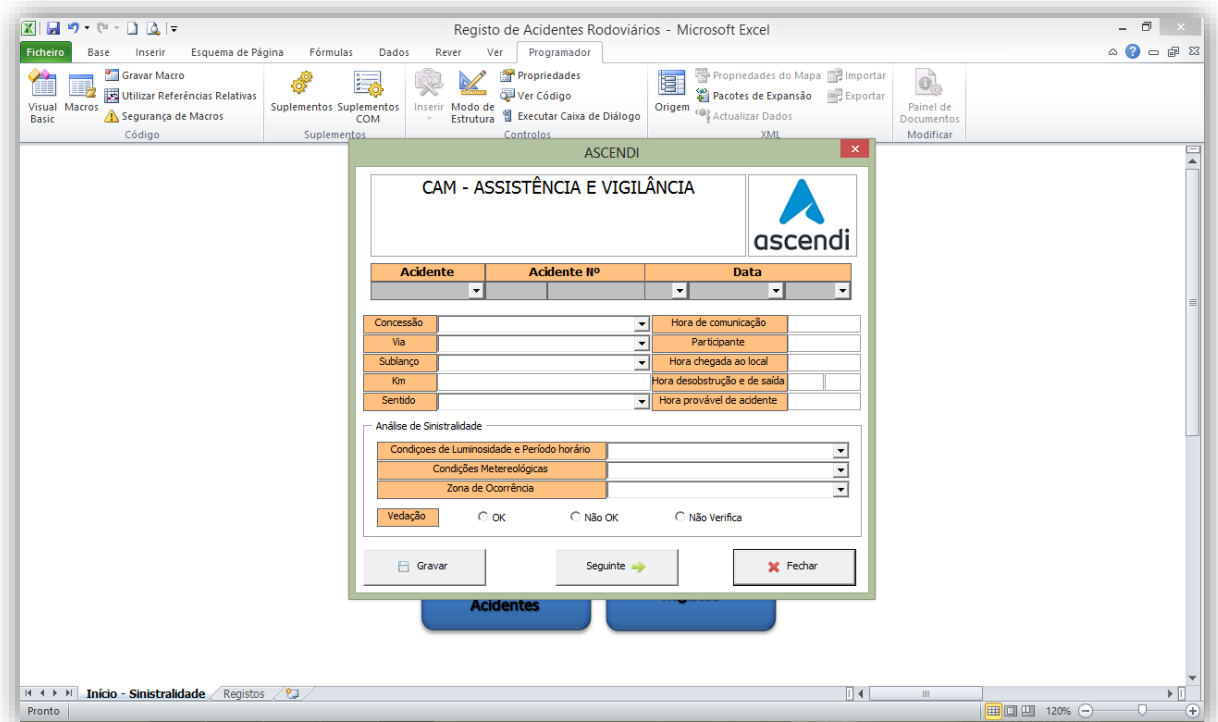 Registo de Acidentes Rodoviários - Microsoft Excel
Ficheiro Base Inserir Esquema de Página Fórmulas Dados Rever Ver Programador
Visual Basic
Macros
Gravar Macro
Utilizar Referências Relativas
Segurança de Macros
Código
Suplementos
Suplementos COM
Suplementos
Inserir
Modo de Estrutura
Propriedades
Ver Código
Executar Caixa de Diálogo
Controlos
Origem
Propriedades do Mapa
Pacotes de Expansão
Actualizar Dados
Importar
Exportar
XML
Painel de Documentos
Modificar
ASCENDI
CAM - ASSISTÊNCIA E VIGILÂNCIA
ascendi
Acidente Acidente Nº Data
Concessão Hora de comunicação
Via Participante
Sublanço Hora chegada ao local
Km Hora desobstrução e de saída
Sentido Hora provável de acidente
Análise de Sinistralidade
Condiçoes de Luminosidade e Período horário
Condições Metereológicas
Zona de Ocorrência
Vedação OK Não OK Não Verifica
Gravar Seguinte Fechar
Acidentes
Início - Sinistralidade Registos
Pronto 120%